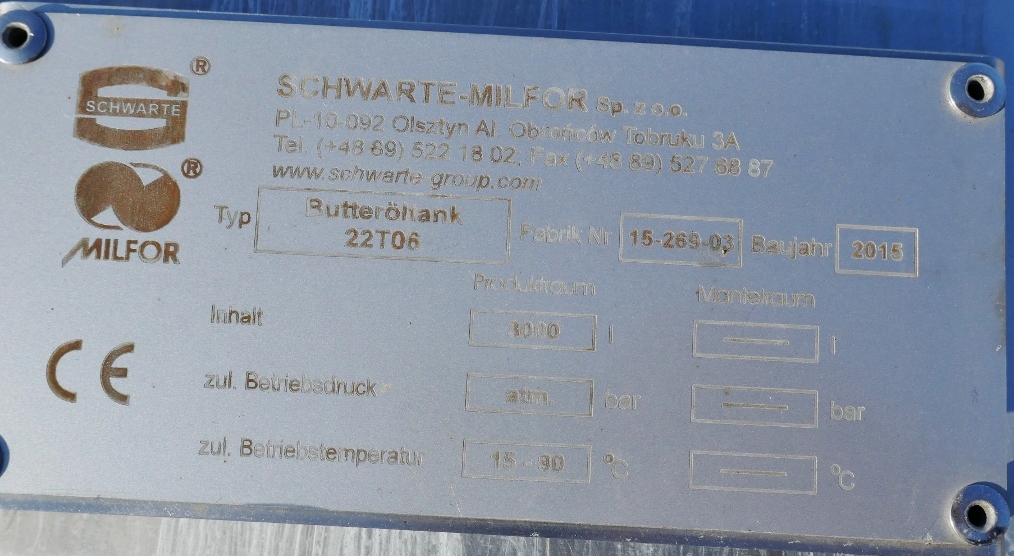 SCHWARTE ®
SCHWARTE-MILFOR Sp. z o.o.
PL-10-092 Olsztyn Al. Obrońców Tobruku 3A
Tel. (+48 89) 522 18 02, Fax (+48 89) 527 68 87
www.schwarte-group.com
® MILFOR
Typ Butteröltank 22T06 Fabrik Nr 15-269-03 Baujahr 2015
Produktraum Mantelraum
Inhalt l — l
zul. Betriebsdruck atm. bar — bar
zul. Betriebstemperatur 15 - 90 °C — °C
CE